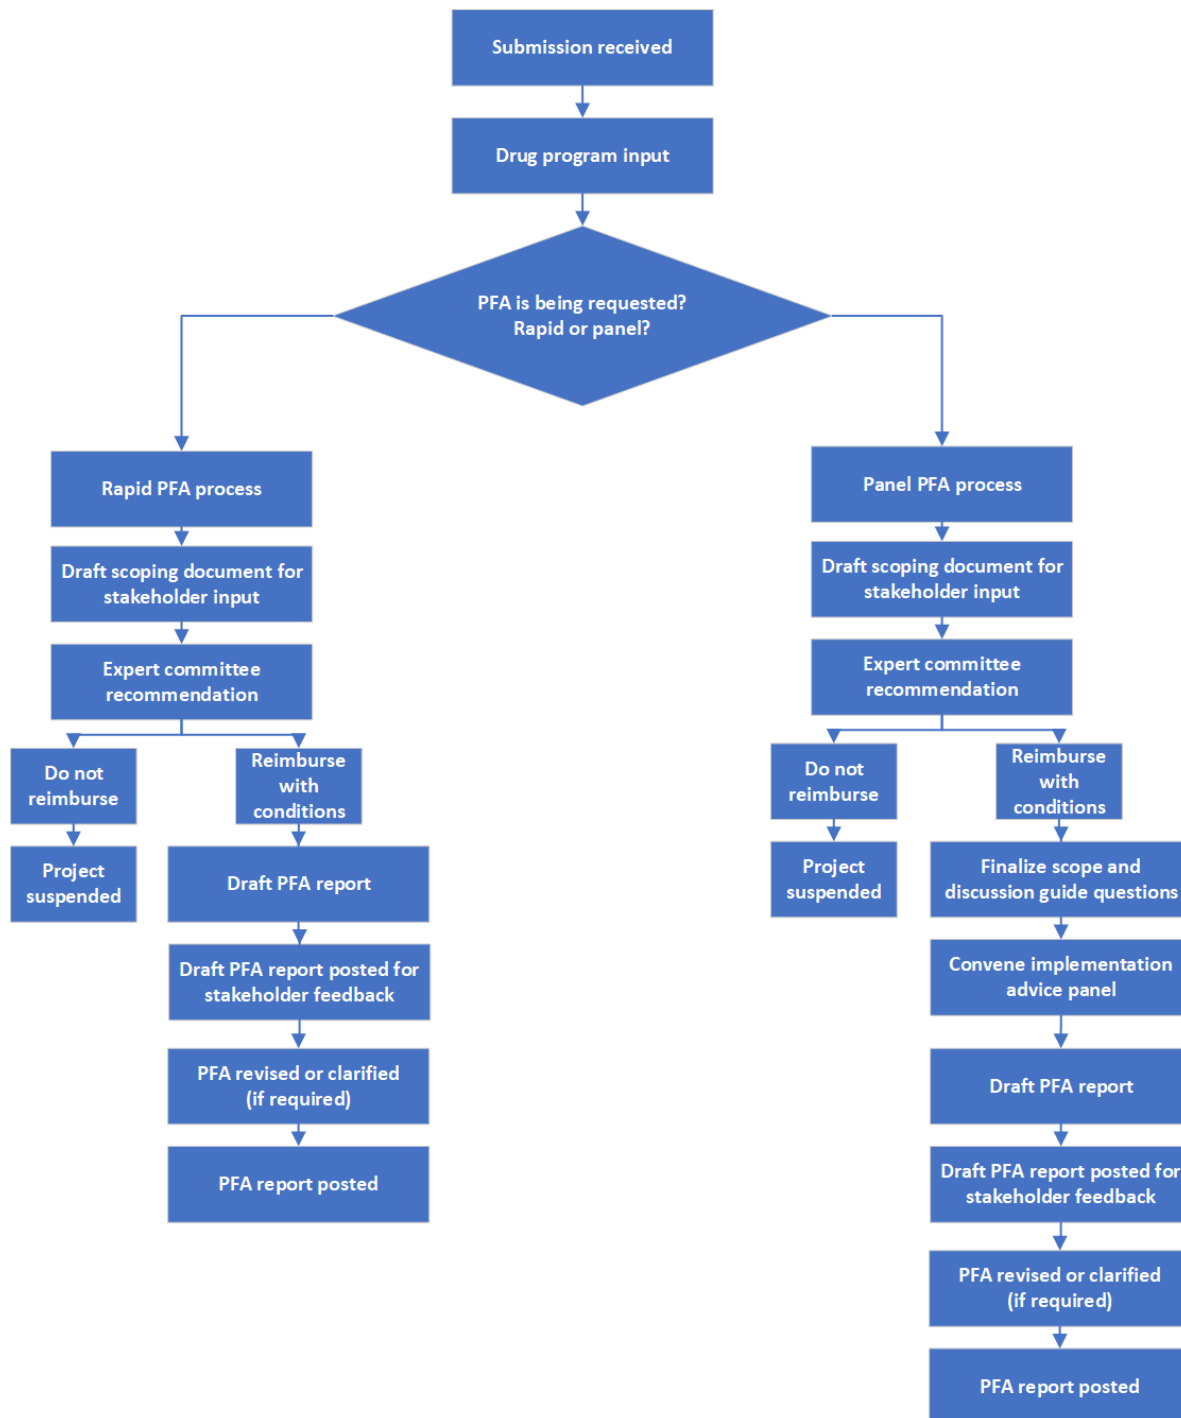 Submission received
Drug program input
PFA is being requested?
Rapid or panel?
Rapid PFA process
Draft scoping document for
stakeholder input
Expert committee
recommendation
Do not
reimburse
Reimburse
with
conditions
Project
suspended
Draft PFA report
Draft PFA report posted for
stakeholder feedback
PFA revised or clarified
(if required)
PFA report posted
Panel PFA process
Draft scoping document for
stakeholder input
Expert committee
recommendation
Do not
reimburse
Reimburse
with
conditions
Project
suspended
Finalize scope and
discussion guide questions
Convene implementation
advice panel
Draft PFA report
Draft PFA report posted for
stakeholder feedback
PFA revised or clarified
(if required)
PFA report posted